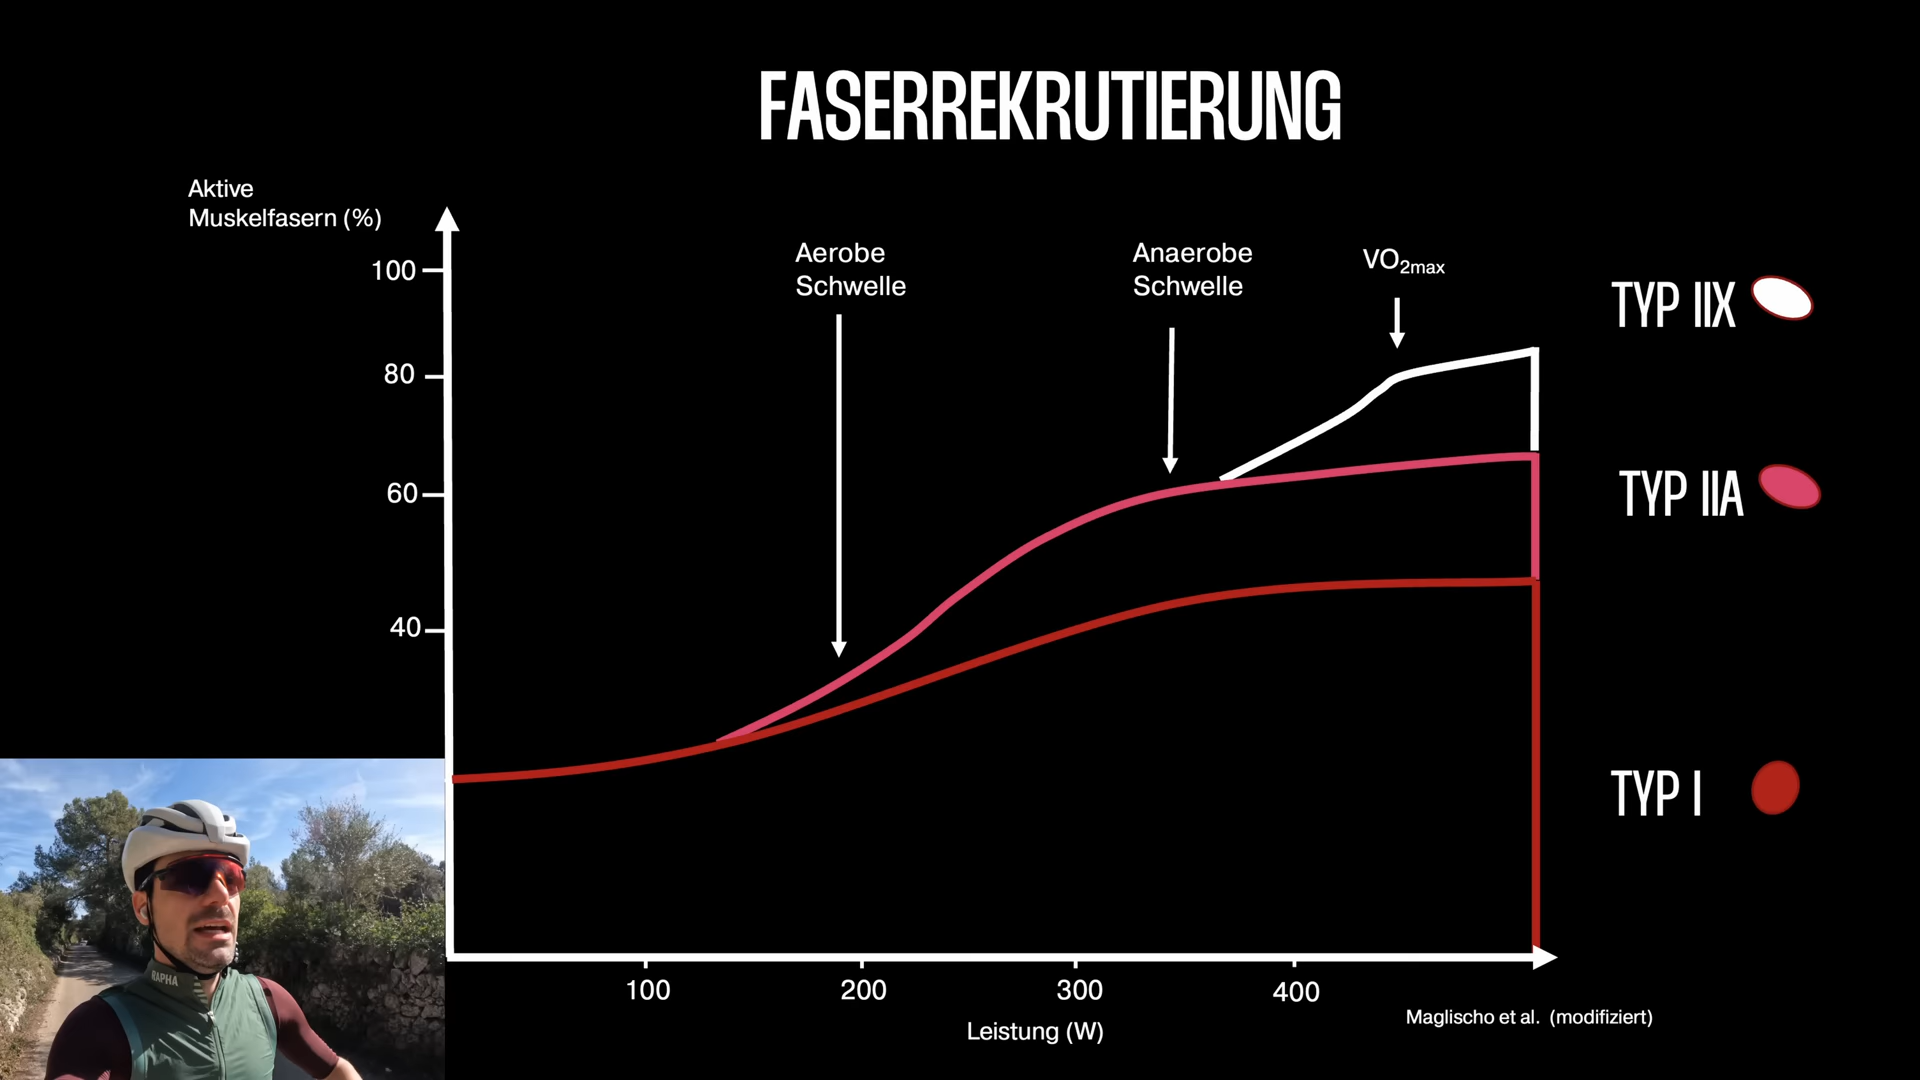 FASERREKRUTIERUNG
Aktive
Muskelfasern (%)
100
80
60
40
Aerobe
Schwelle
Anaerobe
Schwelle
VO2max
TYP IIX
TYP IIA
TYP I
100
200
300
400
Leistung (W)
Maglischo et al. (modifiziert)
RAPHA